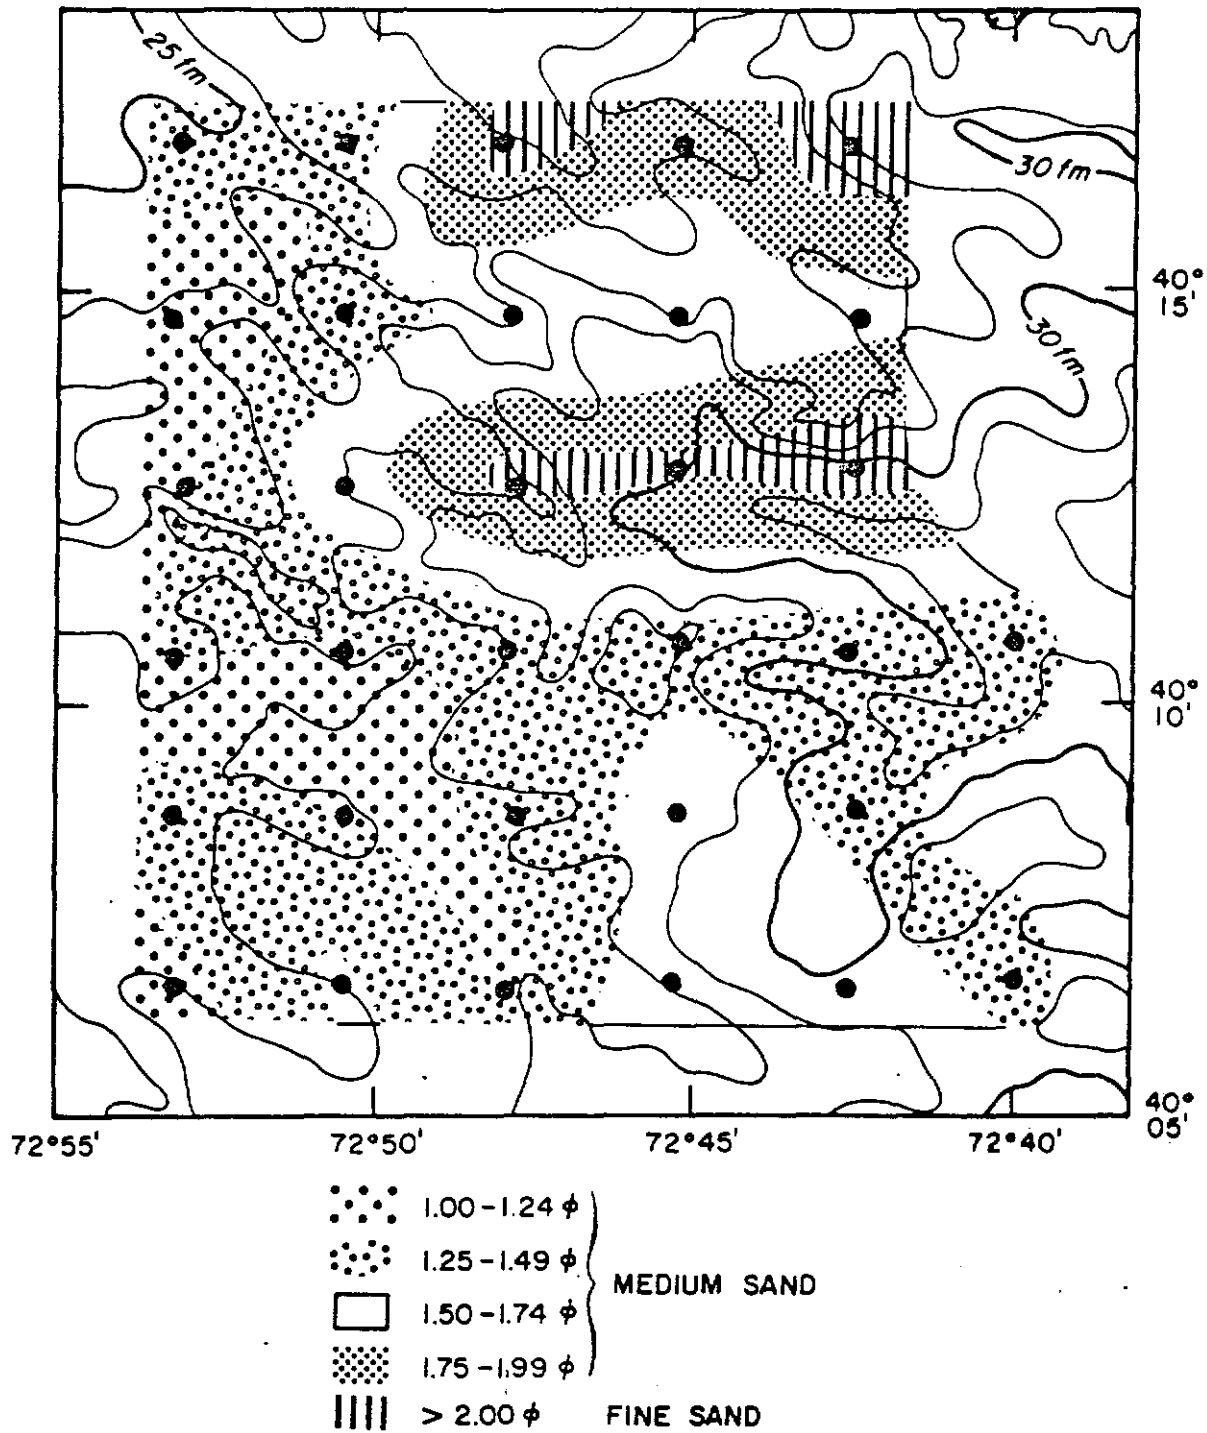 25 fm
30 fm
40°
15'
30 fm
40°
10'
40°
05'
72°55' 72°50' 72°45' 72°40'
1.00-1.24 ϕ
1.25-1.49 ϕ
MEDIUM SAND
1.50-1.74 ϕ
1.75-1.99 ϕ
> 2.00 ϕ FINE SAND